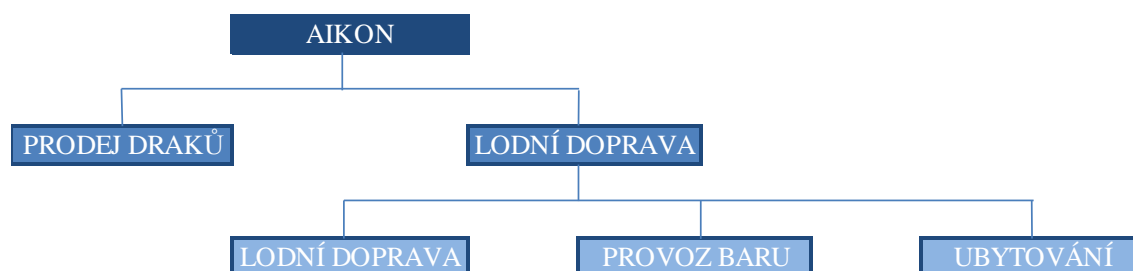 AIKON
PRODEJ DRAKŮ
LODNÍ DOPRAVA
LODNÍ DOPRAVA
PROVOZ BARU
UBYTOVÁNÍ